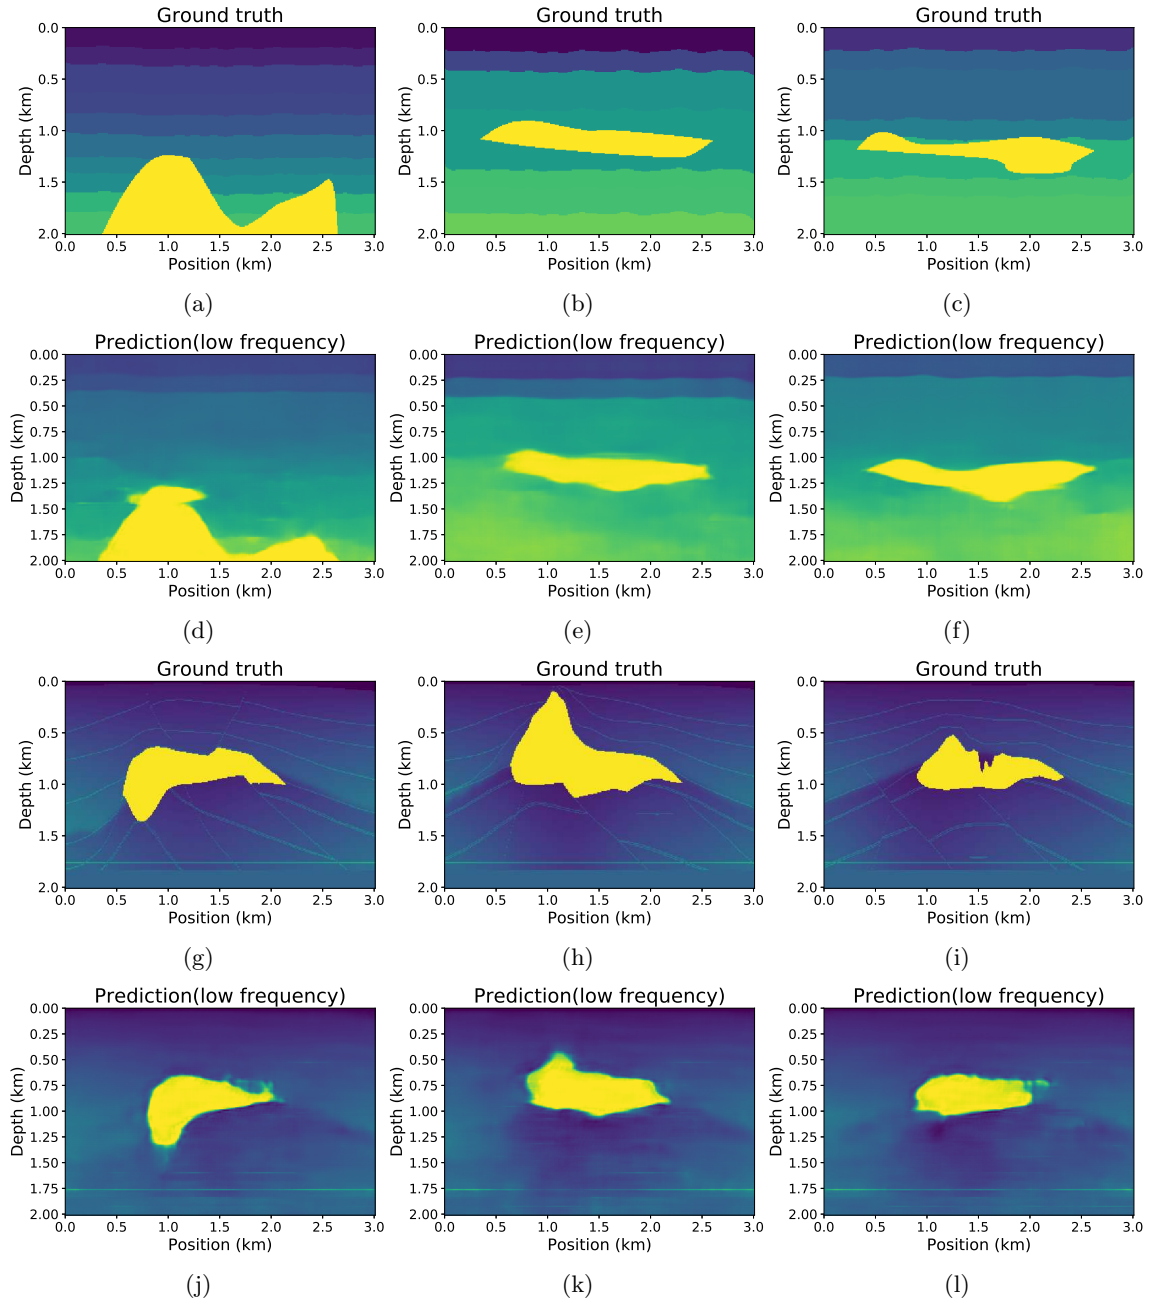 Ground truth Ground truth Ground truth
0.0 0.0 0.0
0.5 0.5 0.5
1.0 1.0 1.0
1.5 1.5 1.5
2.0 2.0 2.0
Depth (km) Depth (km) Depth (km)
0.0 0.5 1.0 1.5 2.0 2.5 3.0 0.0 0.5 1.0 1.5 2.0 2.5 3.0 0.0 0.5 1.0 1.5 2.0 2.5 3.0
Position (km) Position (km) Position (km)
(a) (b) (c)
Prediction(low frequency) Prediction(low frequency) Prediction(low frequency)
0.00 0.00 0.00
0.25 0.25 0.25
0.50 0.50 0.50
0.75 0.75 0.75
1.00 1.00 1.00
1.25 1.25 1.25
1.50 1.50 1.50
1.75 1.75 1.75
2.00 2.00 2.00
Depth (km) Depth (km) Depth (km)
0.0 0.5 1.0 1.5 2.0 2.5 3.0 0.0 0.5 1.0 1.5 2.0 2.5 3.0 0.0 0.5 1.0 1.5 2.0 2.5 3.0
Position (km) Position (km) Position (km)
(d) (e) (f)
Ground truth Ground truth Ground truth
0.0 0.0 0.0
0.5 0.5 0.5
1.0 1.0 1.0
1.5 1.5 1.5
2.0 2.0 2.0
Depth (km) Depth (km) Depth (km)
0.0 0.5 1.0 1.5 2.0 2.5 3.0 0.0 0.5 1.0 1.5 2.0 2.5 3.0 0.0 0.5 1.0 1.5 2.0 2.5 3.0
Position (km) Position (km) Position (km)
(g) (h) (i)
Prediction(low frequency) Prediction(low frequency) Prediction(low frequency)
0.00 0.00 0.00
0.25 0.25 0.25
0.50 0.50 0.50
0.75 0.75 0.75
1.00 1.00 1.00
1.25 1.25 1.25
1.50 1.50 1.50
1.75 1.75 1.75
2.00 2.00 2.00
Depth (km) Depth (km) Depth (km)
0.0 0.5 1.0 1.5 2.0 2.5 3.0 0.0 0.5 1.0 1.5 2.0 2.5 3.0 0.0 0.5 1.0 1.5 2.0 2.5 3.0
Position (km) Position (km) Position (km)
(j) (k) (l)